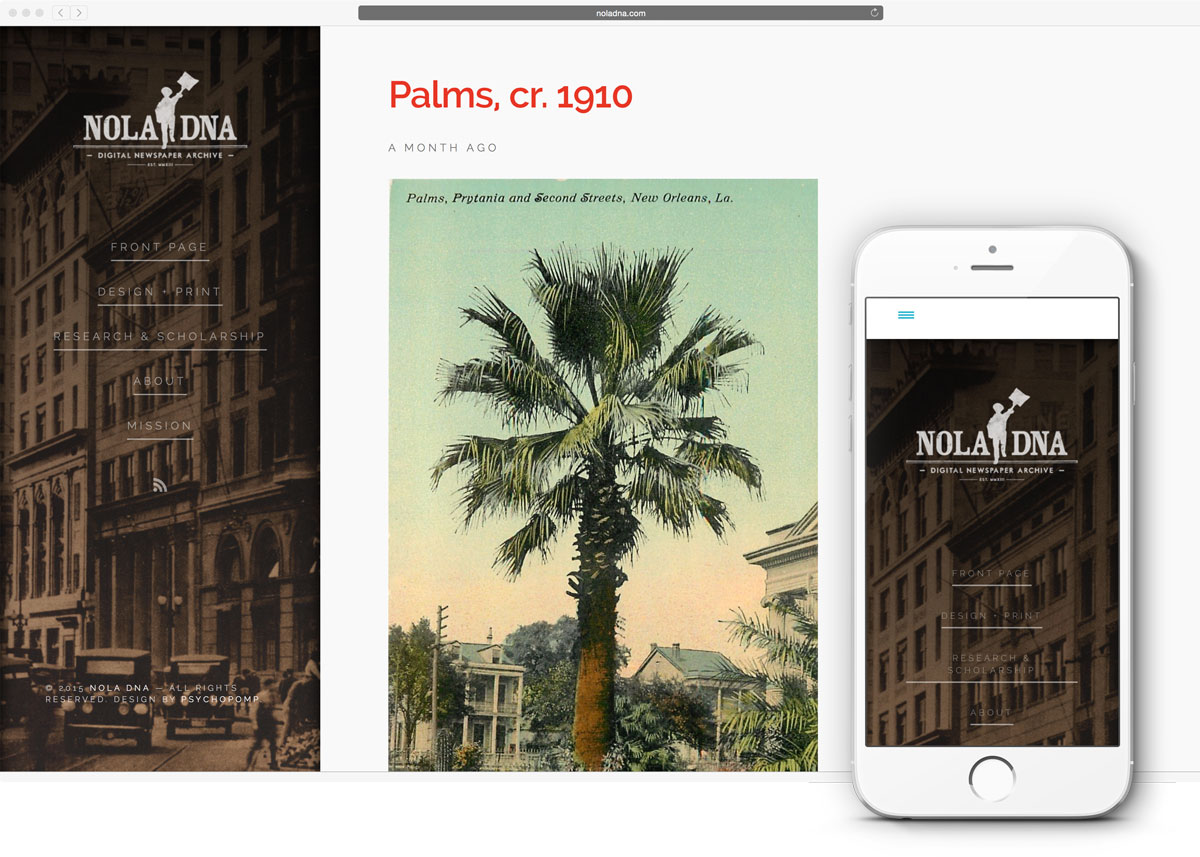 noladna.com
NOLA DNA
DIGITAL NEWSPAPER ARCHIVE
EST. MMXIII
FRONT PAGE
DESIGN + PRINT
RESEARCH & SCHOLARSHIP
ABOUT
MISSION
© 2015 NOLA DNA — ALL RIGHTS
RESERVED. DESIGN BY PSYCHOPOMP.
Palms, cr. 1910
A MONTH AGO
Palms, Prytania and Second Streets, New Orleans, La.
NOLA DNA
DIGITAL NEWSPAPER ARCHIVE
EST. MMXIII
FRONT PAGE
DESIGN + PRINT
RESEARCH &
SCHOLARSHIP
ABOUT